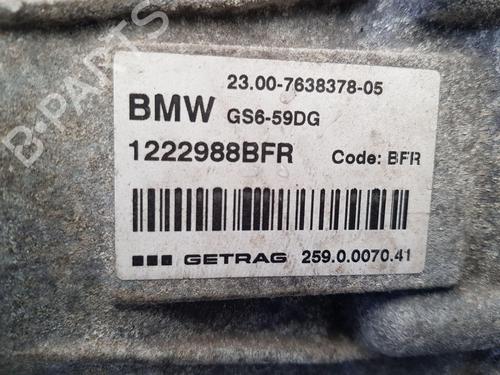 B-PARTS
23.00-7638378-05
BMW GS6-59DG
1222988BFR Code: BFR
GETRAG 259.0.0070.41